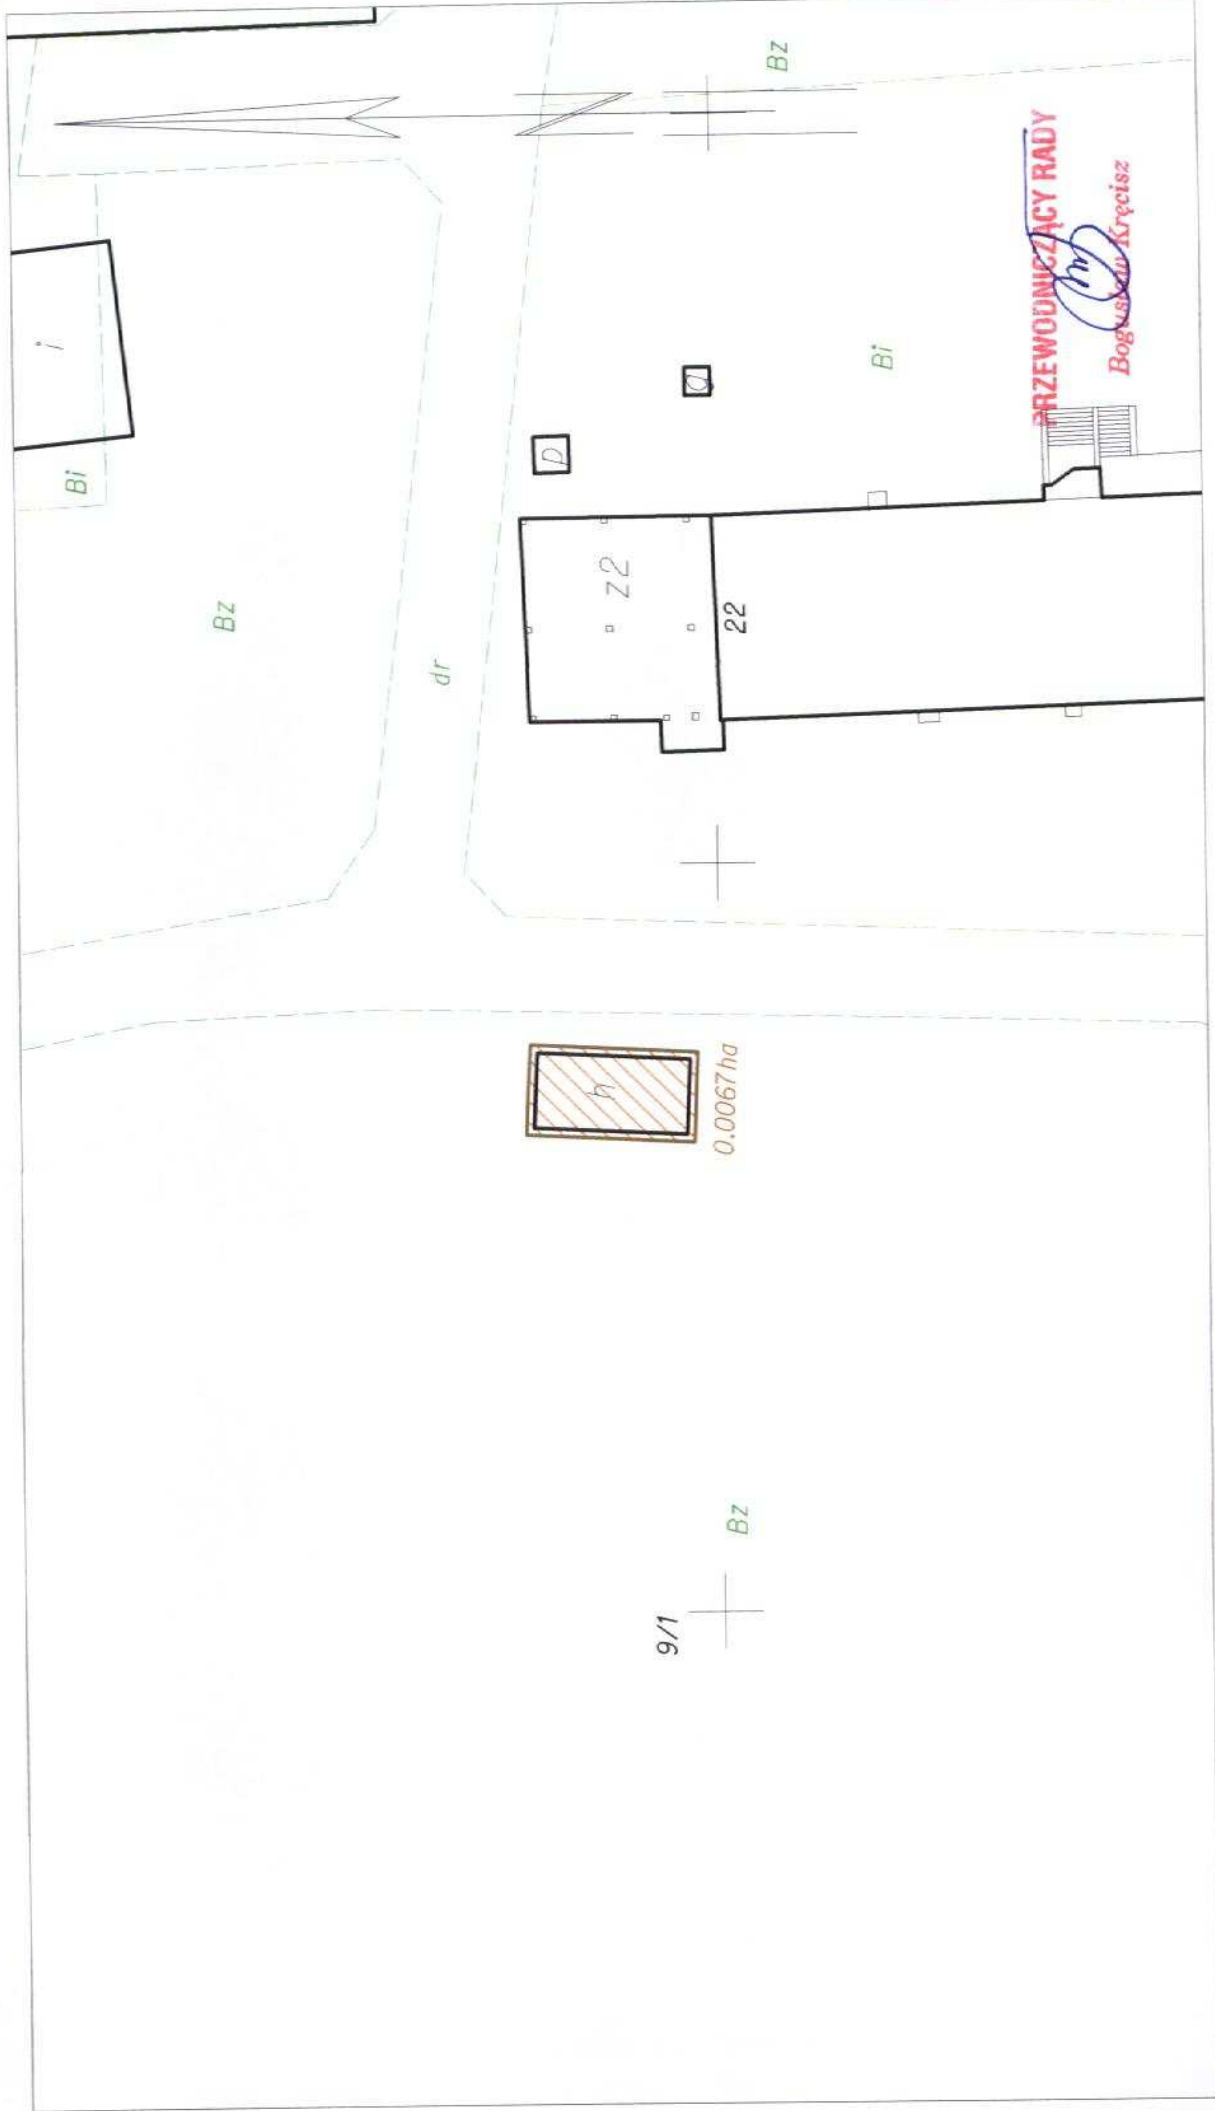 Bz
i
Bi
Bz
dr
p
a
Bi
z2
22
h
0.0067ha
9/1
Bz
PRZEWODNICZĄCY RADY
Bogusław Kręcisz